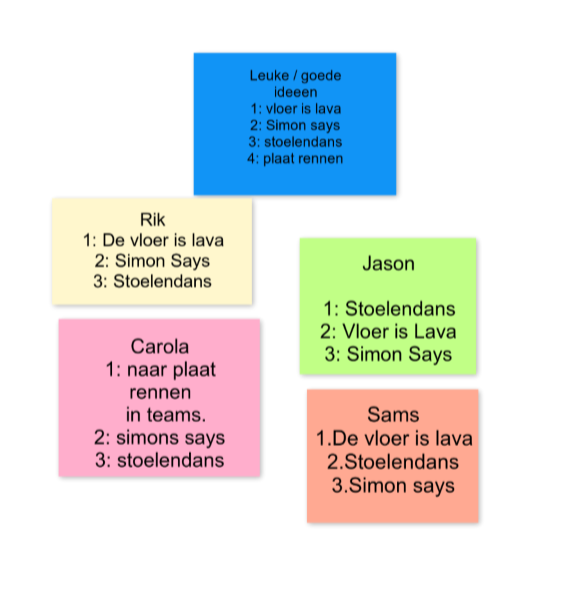 Leuke / goede
ideeen
1: vloer is lava
2: Simon says
3: stoelendans
4: plaat rennen
Rik
1: De vloer is lava
2: Simon Says
3: Stoelendans
Jason
1: Stoelendans
2: Vloer is Lava
3: Simon Says
Carola
1: naar plaat
rennen
in teams.
2: simons says
3: stoelendans
Sams
1.De vloer is lava
2.Stoelendans
3.Simon says